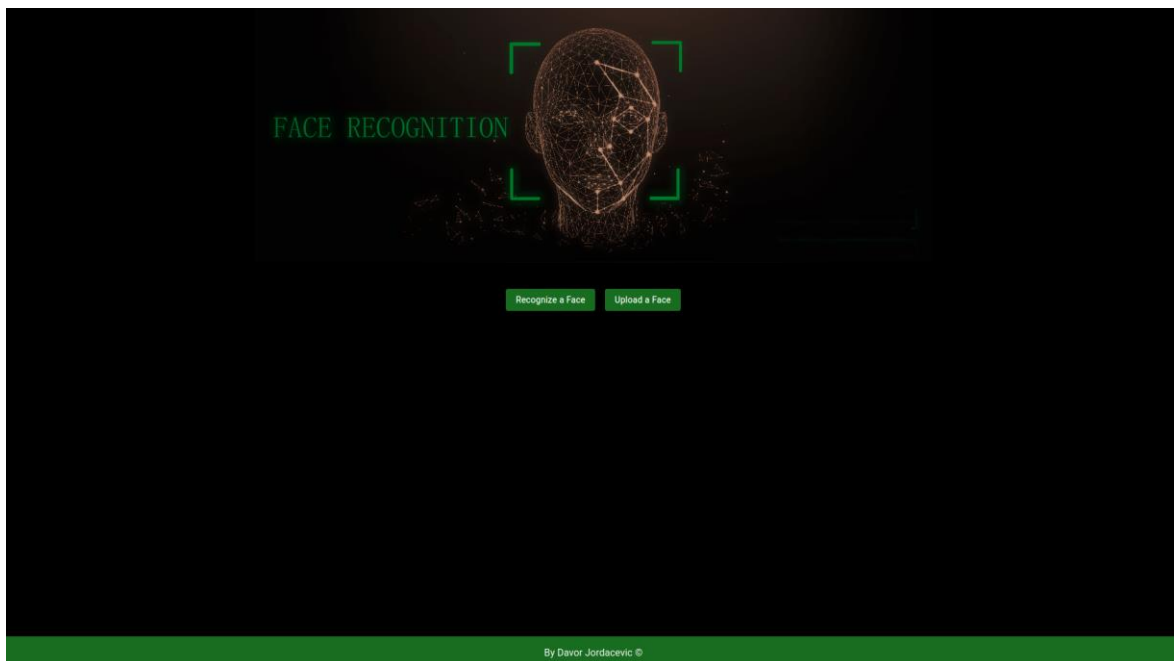 FACE RECOGNITION
Recognize a Face
Upload a Face
By Davor Jordacevic ©